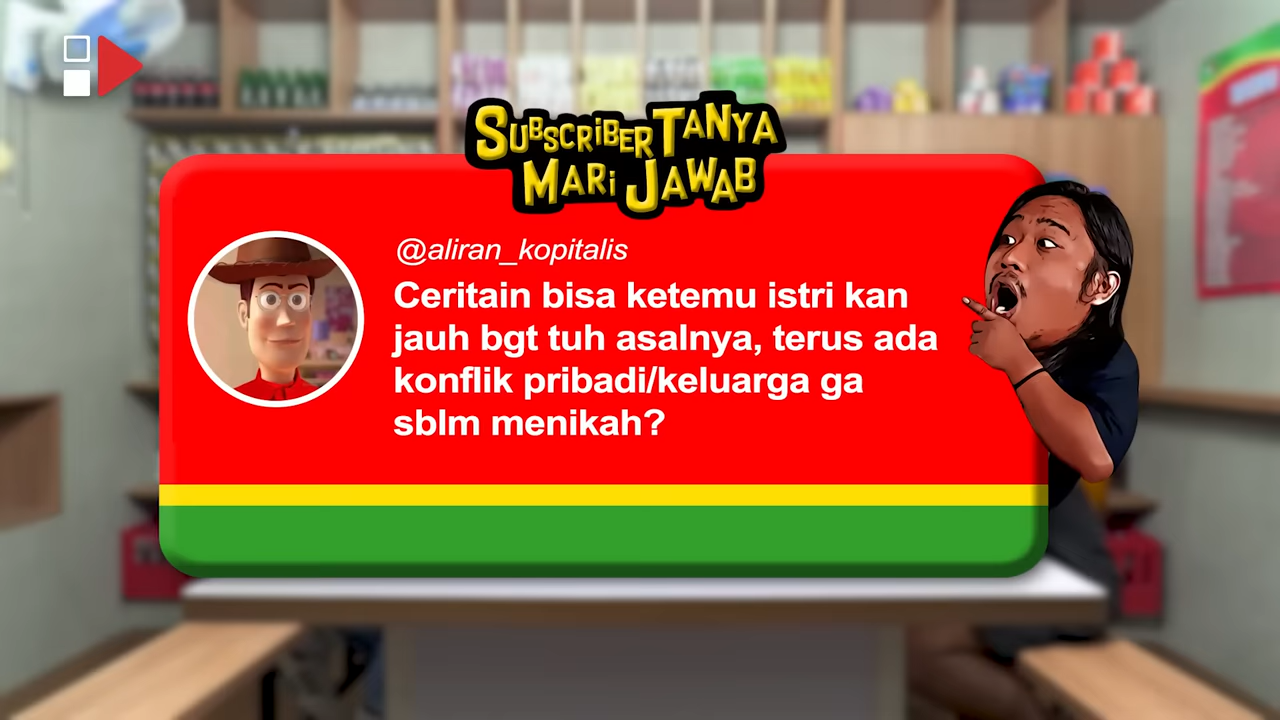 SUBSCRIBER TANYA
MARI JAWAB
@aliran_kopitalis
Ceritain bisa ketemu istri kan
jauh bgt tuh asalnya, terus ada
konflik pribadi/keluarga ga
sblm menikah?